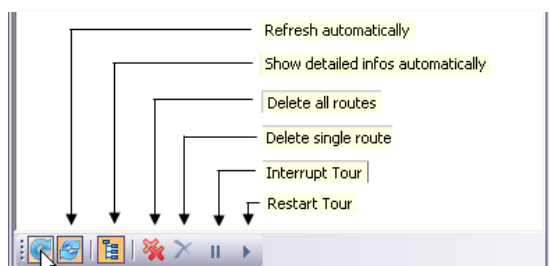 Refresh automatically
Show detailed infos automatically
Delete all routes
Delete single route
Interrupt Tour
Restart Tour